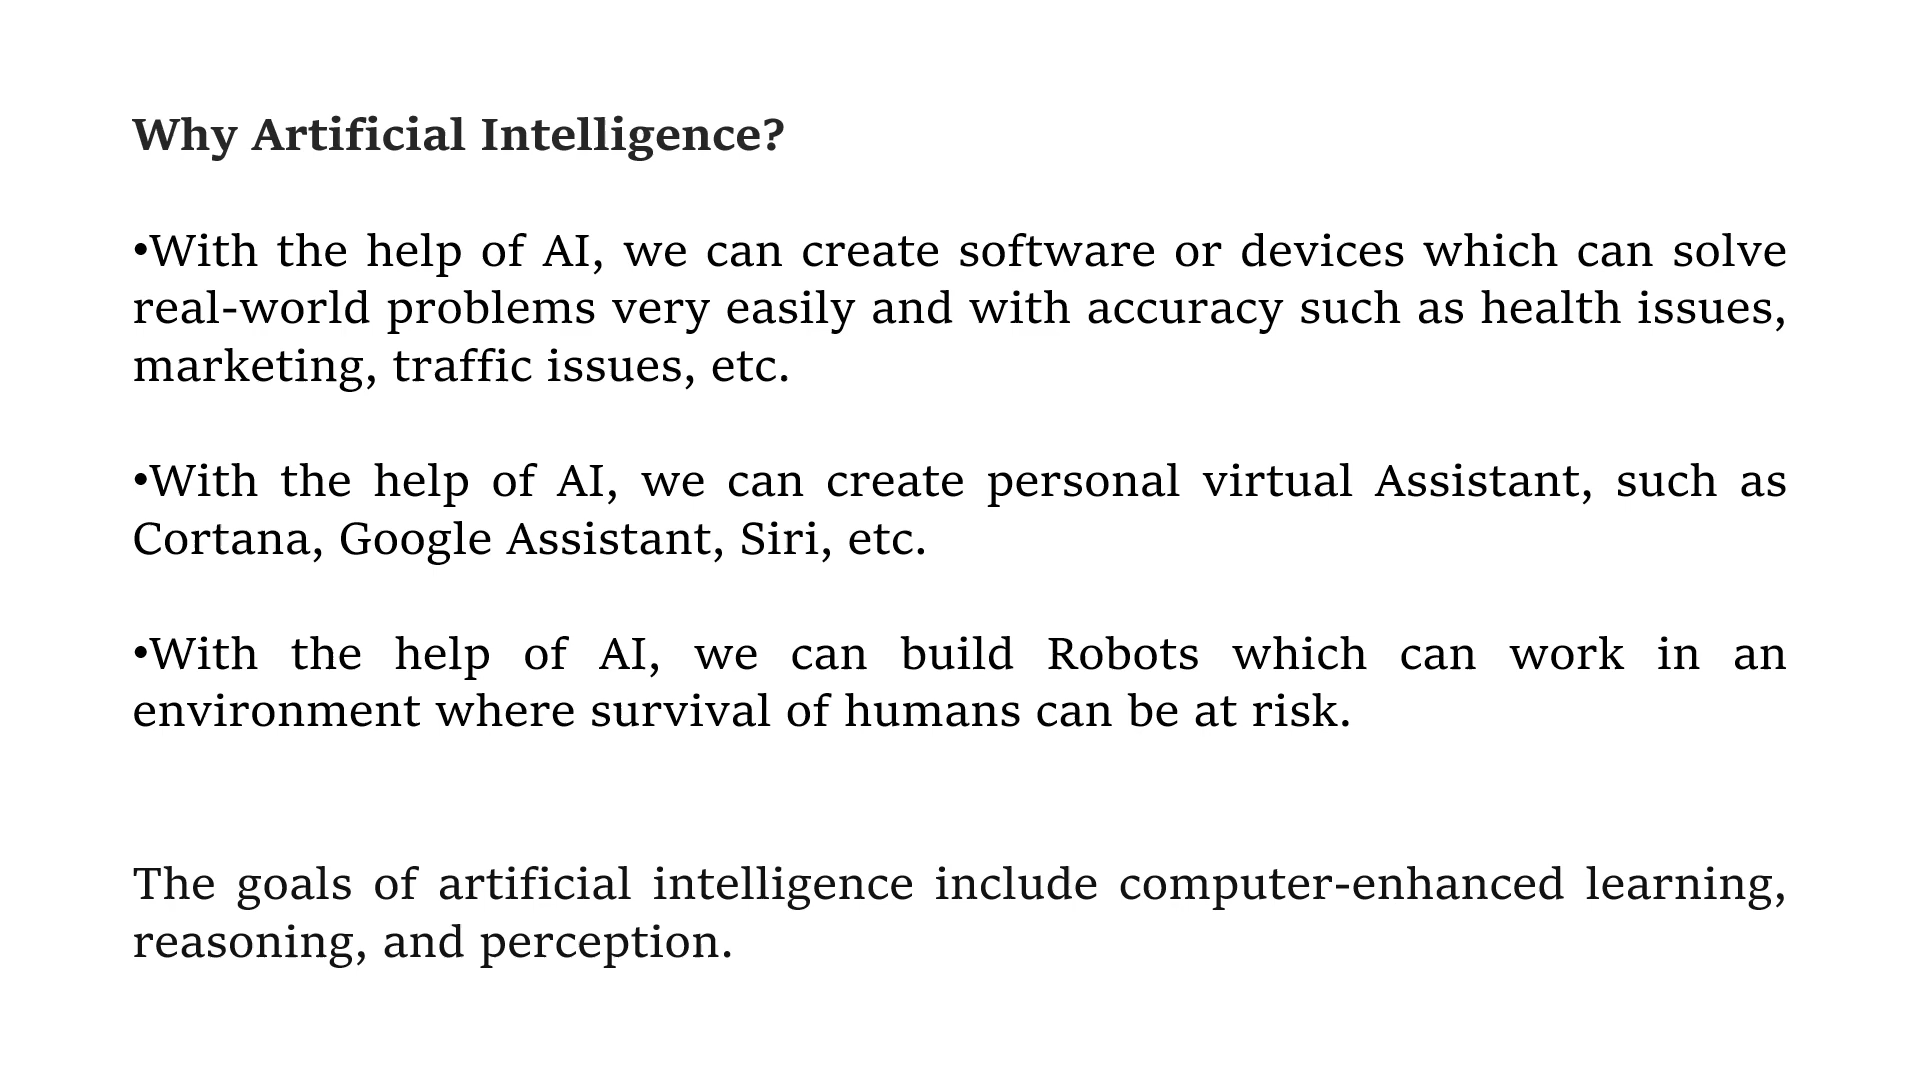 Why Artificial Intelligence?
•With the help of AI, we can create software or devices which can solve
real-world problems very easily and with accuracy such as health issues,
marketing, traffic issues, etc.
•With the help of AI, we can create personal virtual Assistant, such as
Cortana, Google Assistant, Siri, etc.
•With the help of AI, we can build Robots which can work in an
environment where survival of humans can be at risk.
The goals of artificial intelligence include computer-enhanced learning,
reasoning, and perception.